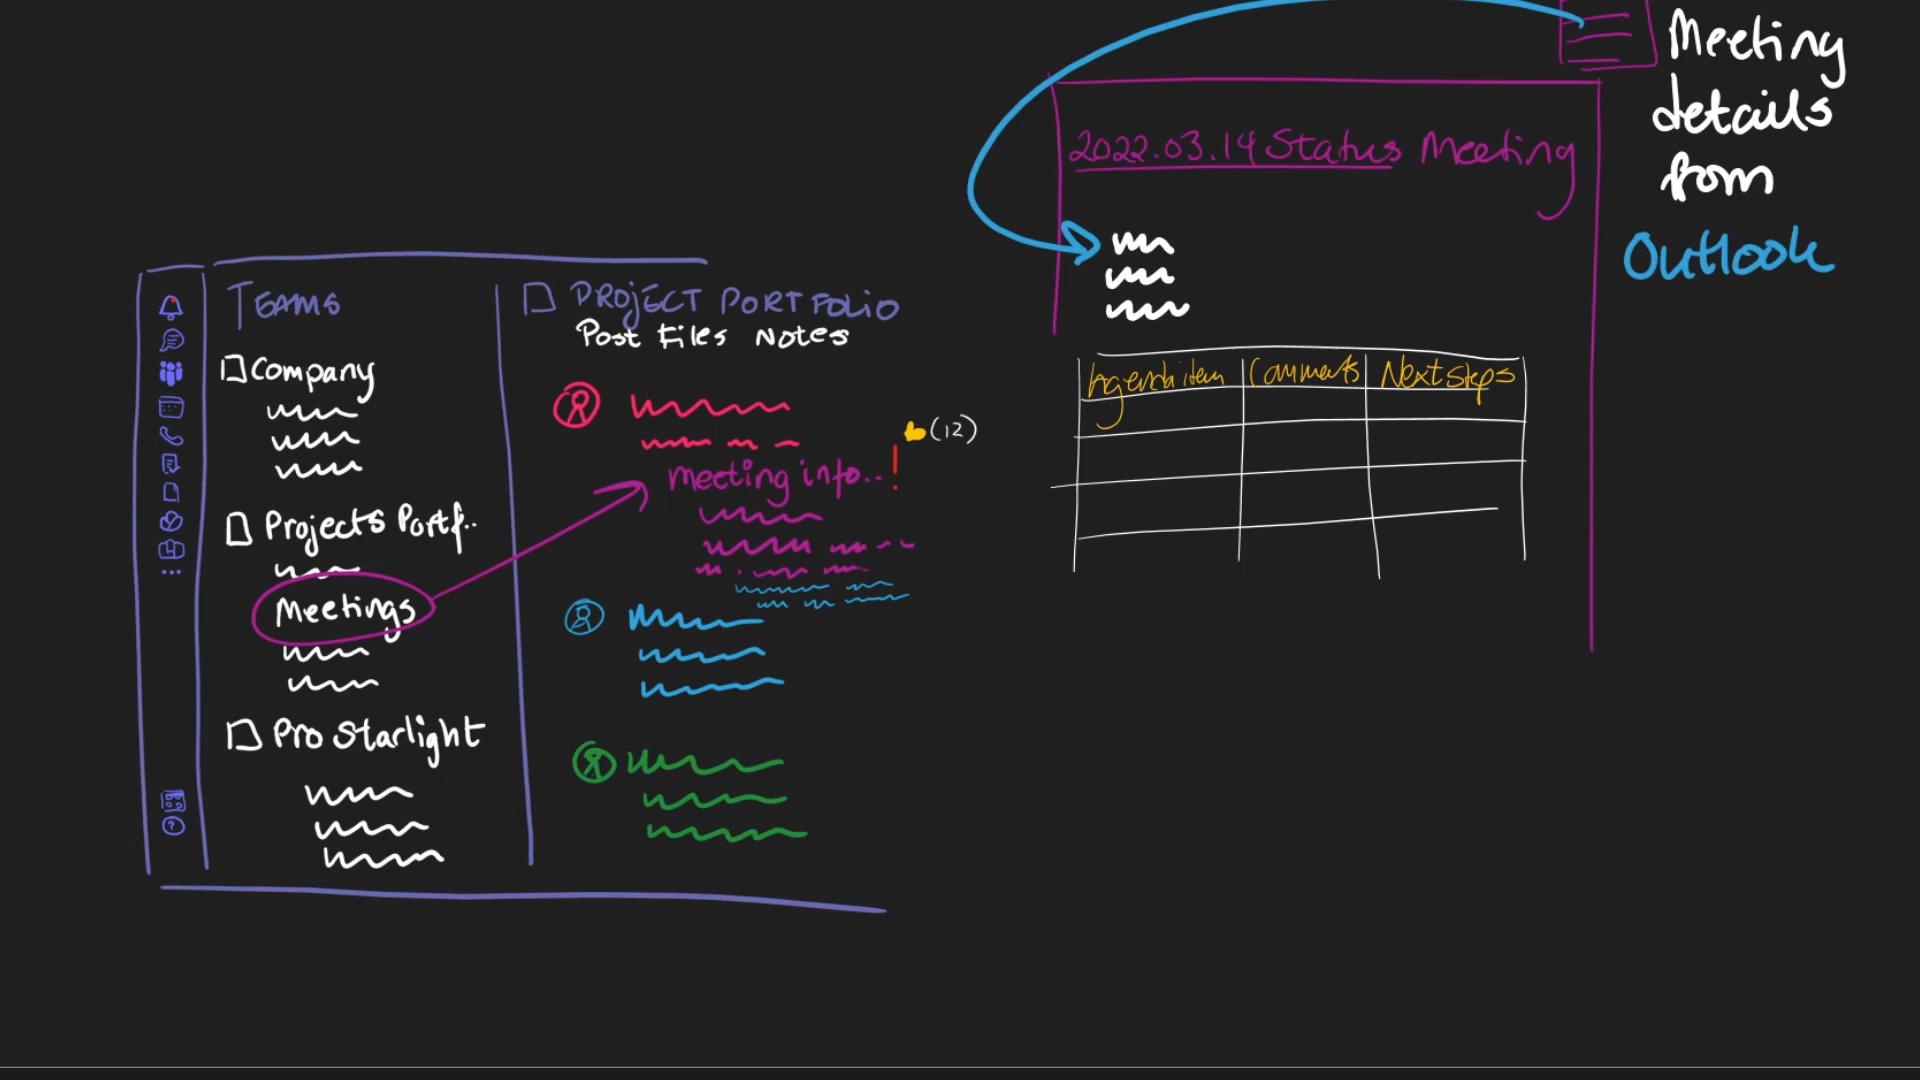 Meeting
details
from
Outlook
2022.03.14 Status Meeting
Agenda item Comments Next steps
TEAMS
Company
Projects Portf..
Meetings
Pro Starlight
PROJECT PORTFOLIO
Post Files Notes
(12)
meeting info.. !
?